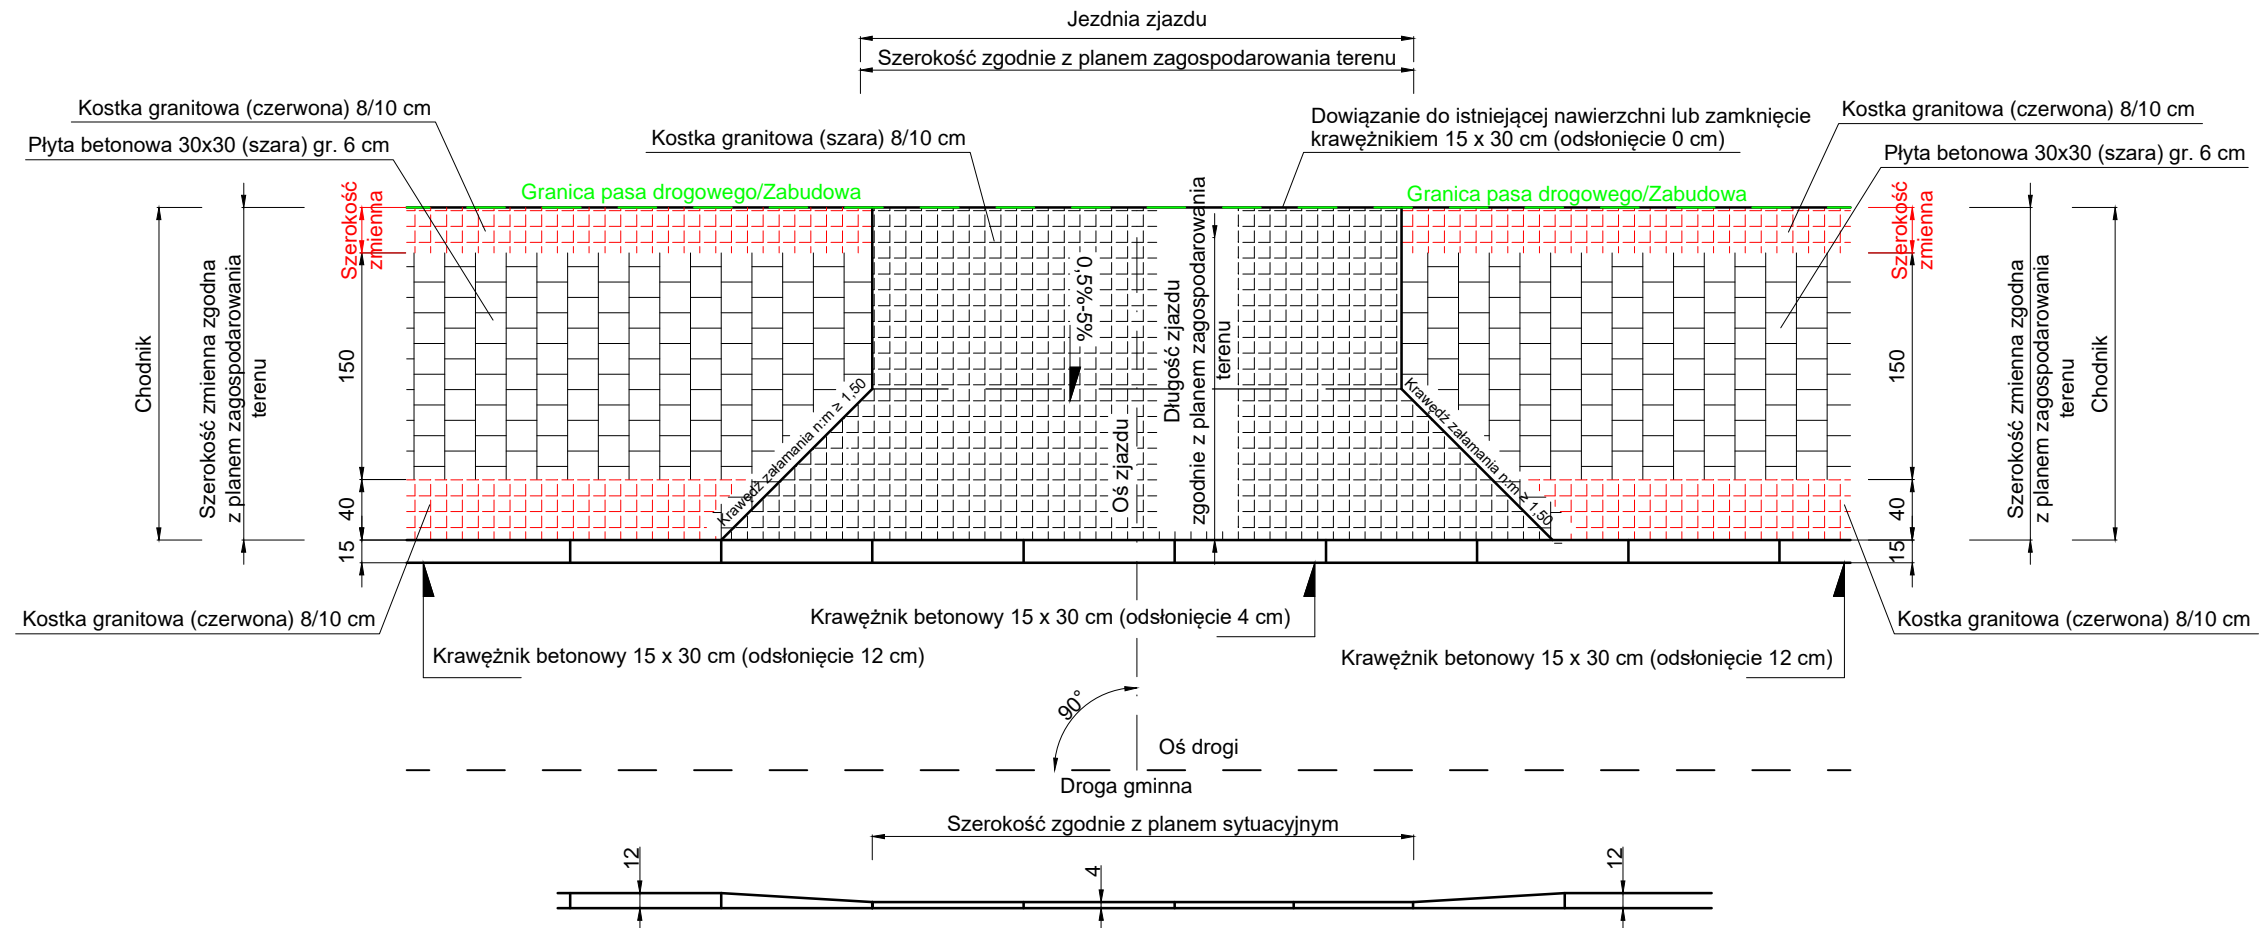 Jezdnia zjazdu
Szerokość zgodnie z planem zagospodarowania terenu
Kostka granitowa (czerwona) 8/10 cm
Płyta betonowa 30x30 (szara) gr. 6 cm
Kostka granitowa (szara) 8/10 cm
Dowiązanie do istniejącej nawierzchni lub zamknięcie
krawężnikiem 15 x 30 cm (odsłonięcie 0 cm)
Kostka granitowa (czerwona) 8/10 cm
Płyta betonowa 30x30 (szara) gr. 6 cm
Granica pasa drogowego/Zabudowa
Granica pasa drogowego/Zabudowa
Chodnik
Szerokość zmienna zgodna
z planem zagospodarowania
terenu
Szerokość
zmienna
150
40
15
Krawędź załamania n:m ≥ 1,50
0,5%-5%
Oś zjazdu
Długość zjazdu
zgodnie z planem zagospodarowania
terenu
Krawędź załamania n:m ≥ 1,50
Szerokość
zmienna
150
40
15
Szerokość zmienna zgodna
z planem zagospodarowania
terenu
Chodnik
Kostka granitowa (czerwona) 8/10 cm
Krawężnik betonowy 15 x 30 cm (odsłonięcie 4 cm)
Kostka granitowa (czerwona) 8/10 cm
Krawężnik betonowy 15 x 30 cm (odsłonięcie 12 cm)
Krawężnik betonowy 15 x 30 cm (odsłonięcie 12 cm)
90°
Oś drogi
Droga gminna
Szerokość zgodnie z planem sytuacyjnym
12
4
12